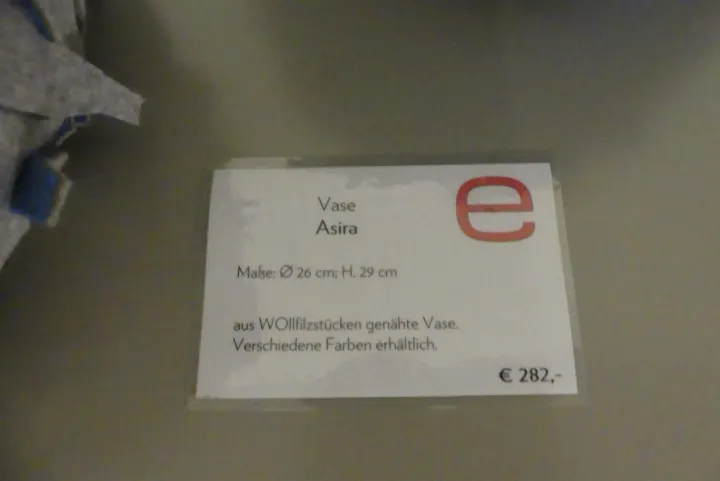 e
Vase
Asira
Maße: Ø 26 cm; H. 29 cm
aus WOllfilzstücken genähte Vase.
Verschiedene Farben erhältlich.
€ 282,-